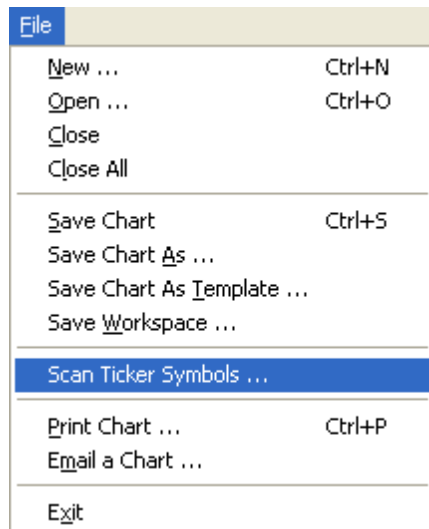 File
New ... Ctrl+N
Open ... Ctrl+O
Close
Close All
Save Chart Ctrl+S
Save Chart As ...
Save Chart As Template ...
Save Workspace ...
Scan Ticker Symbols ...
Print Chart ... Ctrl+P
Email a Chart ...
Exit